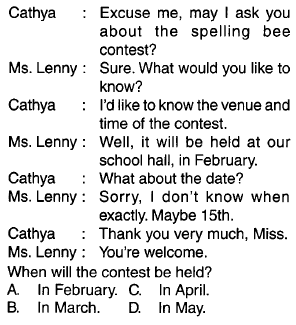 Cathya : Excuse me, may I ask you
about the spelling bee
contest?
Ms. Lenny : Sure. What would you like to
know?
Cathya : I'd like to know the venue and
time of the contest.
Ms. Lenny : Well, it will be held at our
school hall, in February.
Cathya : What about the date?
Ms. Lenny : Sorry, I don't know when
exactly. Maybe 15th.
Cathya : Thank you very much, Miss.
Ms. Lenny : You're welcome.
When will the contest be held?
A. In February. C. In April.
B. In March. D. In May.